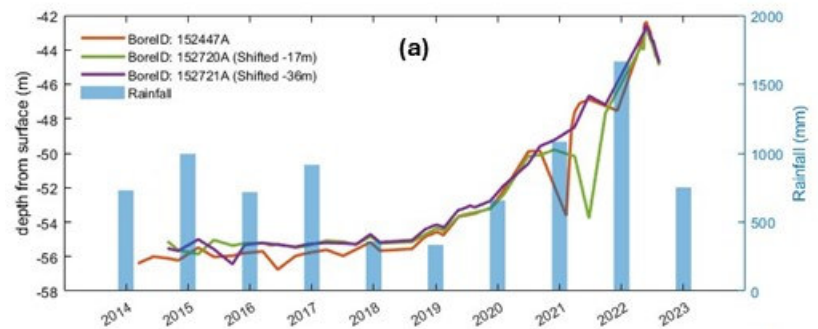 (a)
BoreID: 152447A
BoreID: 152720A (Shifted -17m)
BoreID: 152721A (Shifted -36m)
Rainfall
depth from surface (m)
-42
-44
-46
-48
-50
-52
-54
-56
-58
2000
1500
1000
500
0
Rainfall (mm)
2014 2015 2016 2017 2018 2019 2020 2021 2022 2023